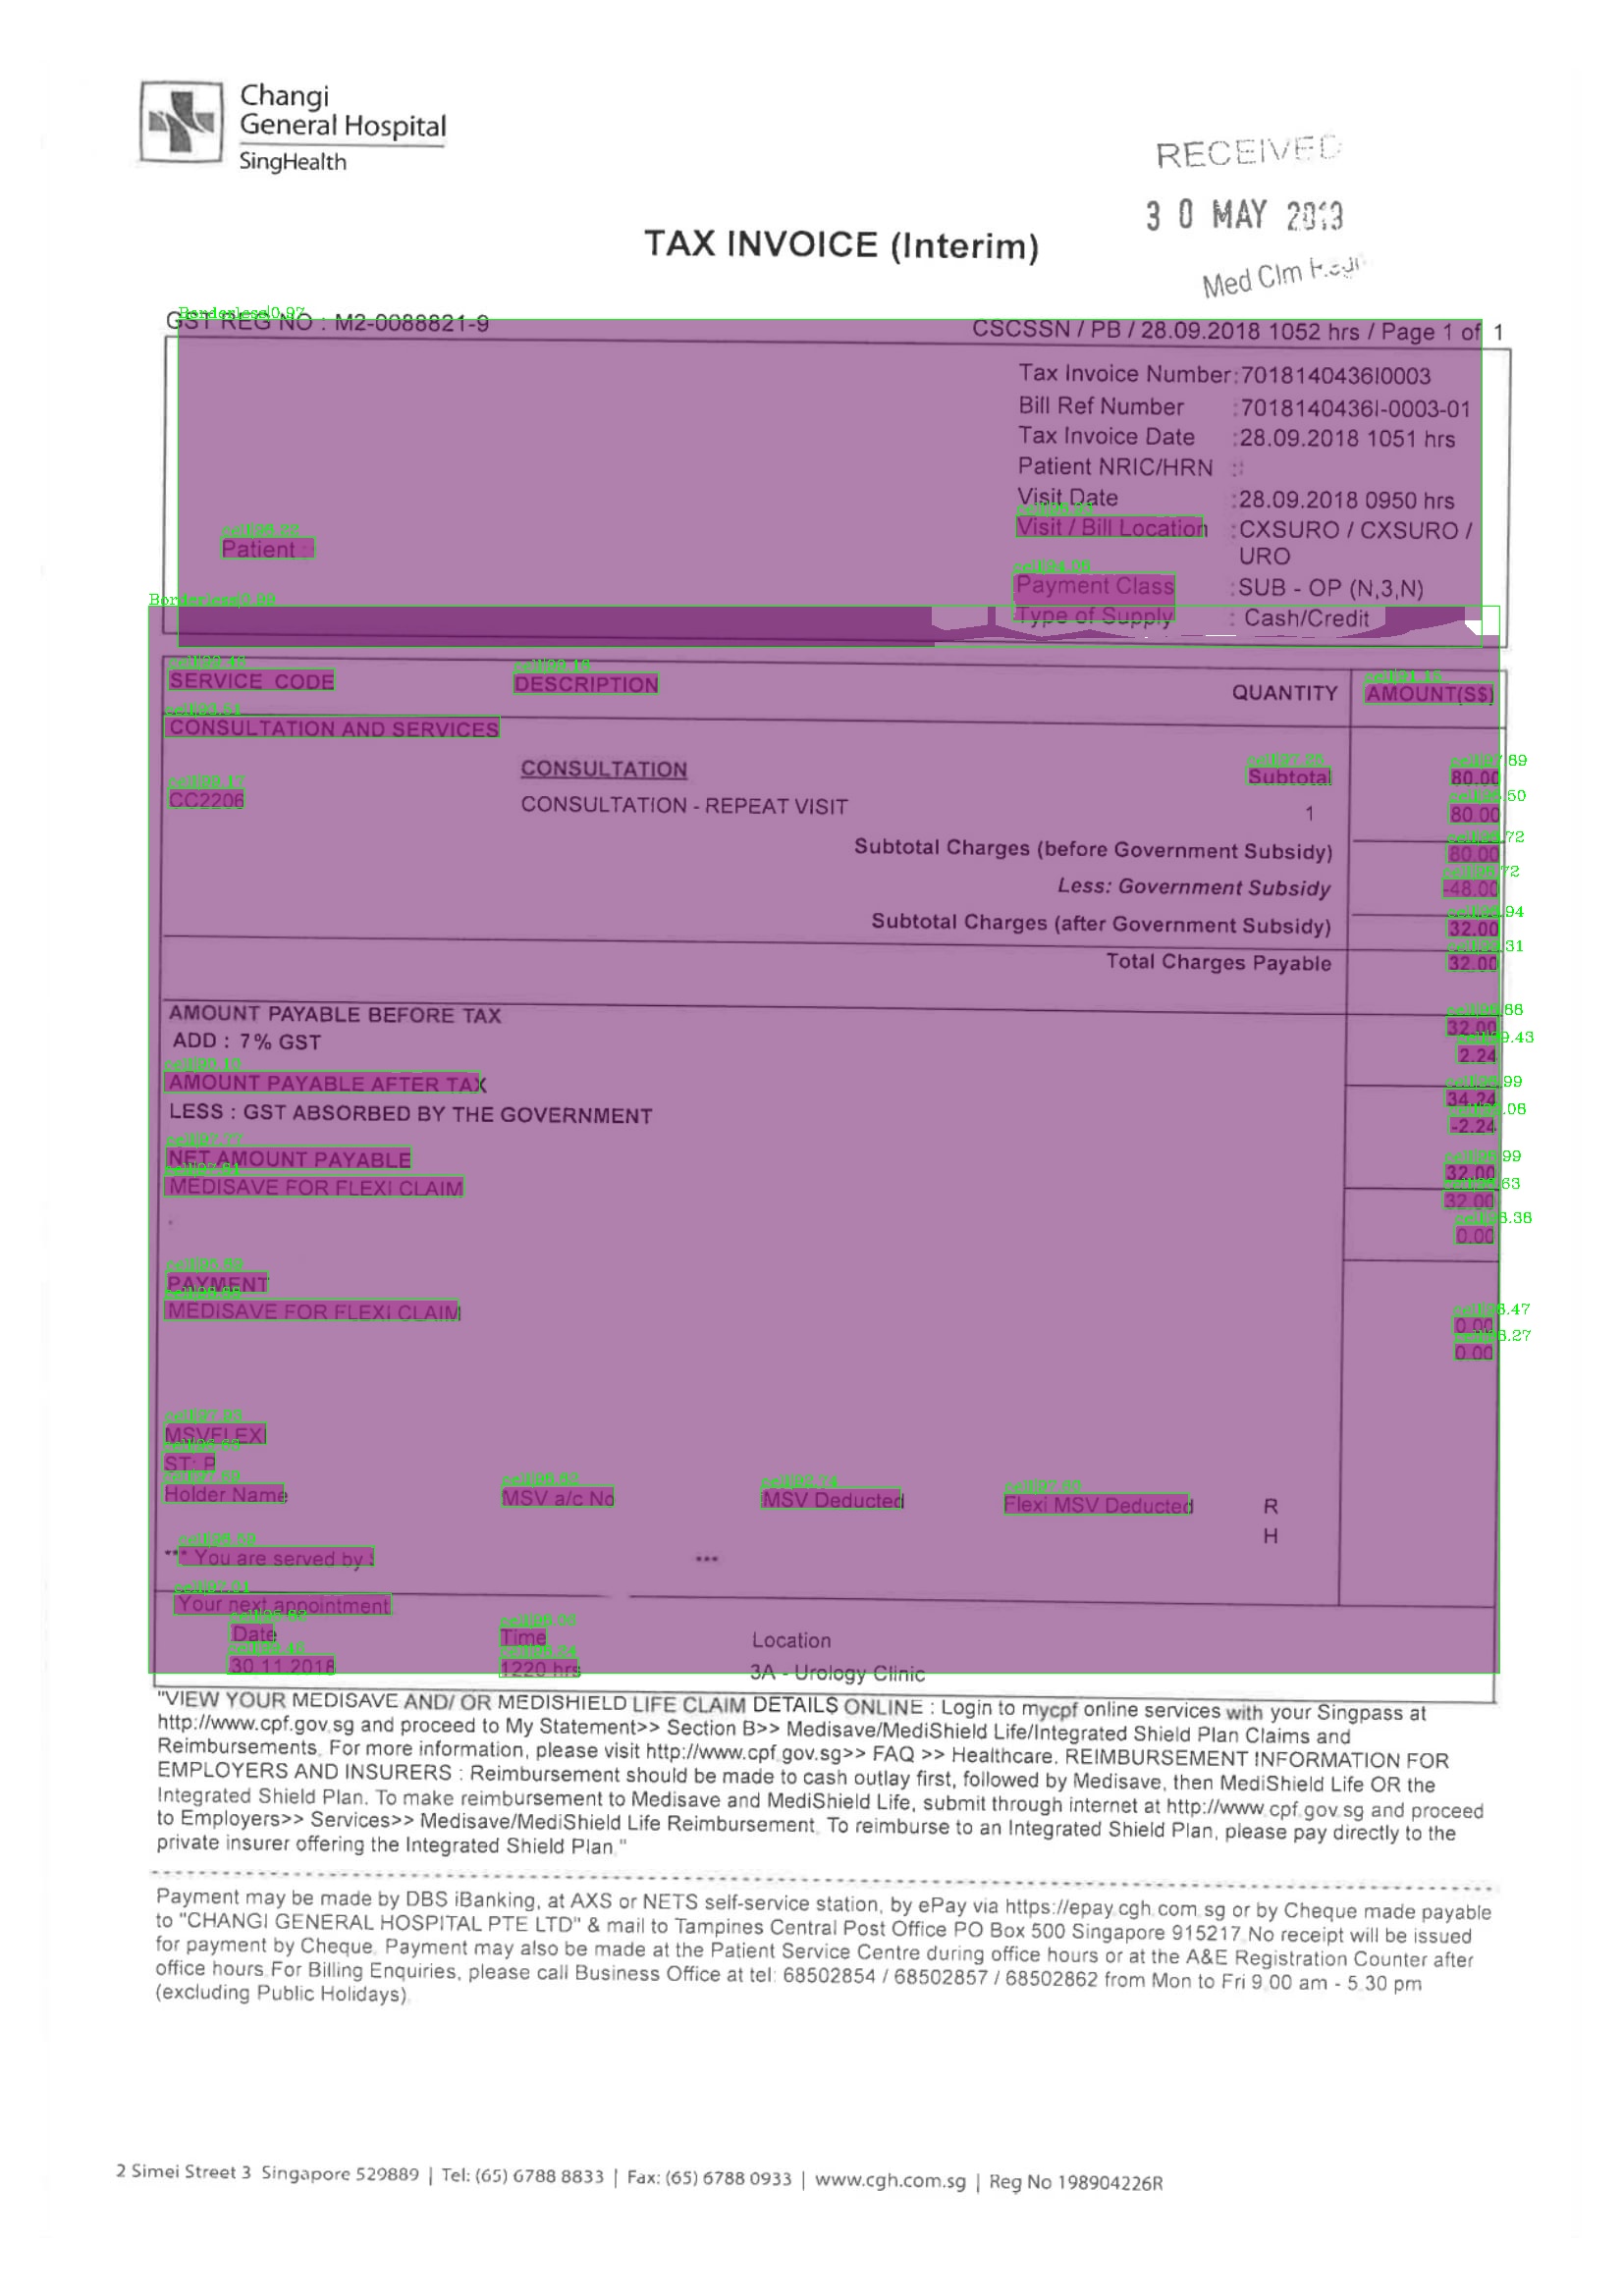 Changi
General Hospital
SingHealth
RECEIVED
30 MAY 2019
Med Clm
TAX INVOICE (Interim)
Borderless|0.97
GST REG NO : M2-0088821-9
CSCSSN / PB / 28.09.2018 1052 hrs / Page 1 of 1
Tax Invoice Number:7018140436I0003
Bill Ref Number :7018140436I-0003-01
Tax Invoice Date :28.09.2018 1051 hrs
Patient NRIC/HRN :
Visit Date :28.09.2018 0950 hrs
Visit / Bill Location :CXSURO / CXSURO /
URO
Patient :
Payment Class :SUB - OP (N,3,N)
Borderless|0.99
Type of Supply : Cash/Credit
SERVICE CODE DESCRIPTION QUANTITY AMOUNT(S$)
CONSULTATION AND SERVICES
CONSULTATION Subtotal 80.00
CC2206 CONSULTATION - REPEAT VISIT 1 80.00
Subtotal Charges (before Government Subsidy) 80.00
Less: Government Subsidy -48.00
Subtotal Charges (after Government Subsidy) 32.00
Total Charges Payable 32.00
AMOUNT PAYABLE BEFORE TAX 32.00
ADD : 7% GST 2.24
AMOUNT PAYABLE AFTER TAX 34.24
LESS : GST ABSORBED BY THE GOVERNMENT -2.24
NET AMOUNT PAYABLE 32.00
MEDISAVE FOR FLEXI CLAIM 32.00
. 0.00
PAYMENT
MEDISAVE FOR FLEXI CLAIM 0.00
0.00
MSVFLEXI
ST: P
Holder Name MSV a/c No MSV Deducted Flexi MSV Deducted R
H
*** You are served by : ***
Your next appointment
Date Time Location
30.11.2018 1220 hrs 3A - Urology Clinic
"VIEW YOUR MEDISAVE AND/ OR MEDISHIELD LIFE CLAIM DETAILS ONLINE : Login to mycpf online services with your Singpass at
http://www.cpf.gov.sg and proceed to My Statement>> Section B>> Medisave/MediShield Life/Integrated Shield Plan Claims and
Reimbursements. For more information, please visit http://www.cpf.gov.sg>> FAQ >> Healthcare. REIMBURSEMENT INFORMATION FOR
EMPLOYERS AND INSURERS : Reimbursement should be made to cash outlay first, followed by Medisave, then MediShield Life OR the
Integrated Shield Plan. To make reimbursement to Medisave and MediShield Life, submit through internet at http://www.cpf.gov.sg and proceed
to Employers>> Services>> Medisave/MediShield Life Reimbursement. To reimburse to an Integrated Shield Plan, please pay directly to the
private insurer offering the Integrated Shield Plan."
Payment may be made by DBS iBanking, at AXS or NETS self-service station, by ePay via https://epay.cgh.com.sg or by Cheque made payable
to "CHANGI GENERAL HOSPITAL PTE LTD" & mail to Tampines Central Post Office PO Box 500 Singapore 915217.No receipt will be issued
for payment by Cheque. Payment may also be made at the Patient Service Centre during office hours or at the A&E Registration Counter after
office hours.For Billing Enquiries, please call Business Office at tel: 68502854 / 68502857 / 68502862 from Mon to Fri 9.00 am - 5.30 pm
(excluding Public Holidays).
2 Simei Street 3 Singapore 529889 | Tel: (65) 6788 8833 | Fax: (65) 6788 0933 | www.cgh.com.sg | Reg No 198904226R